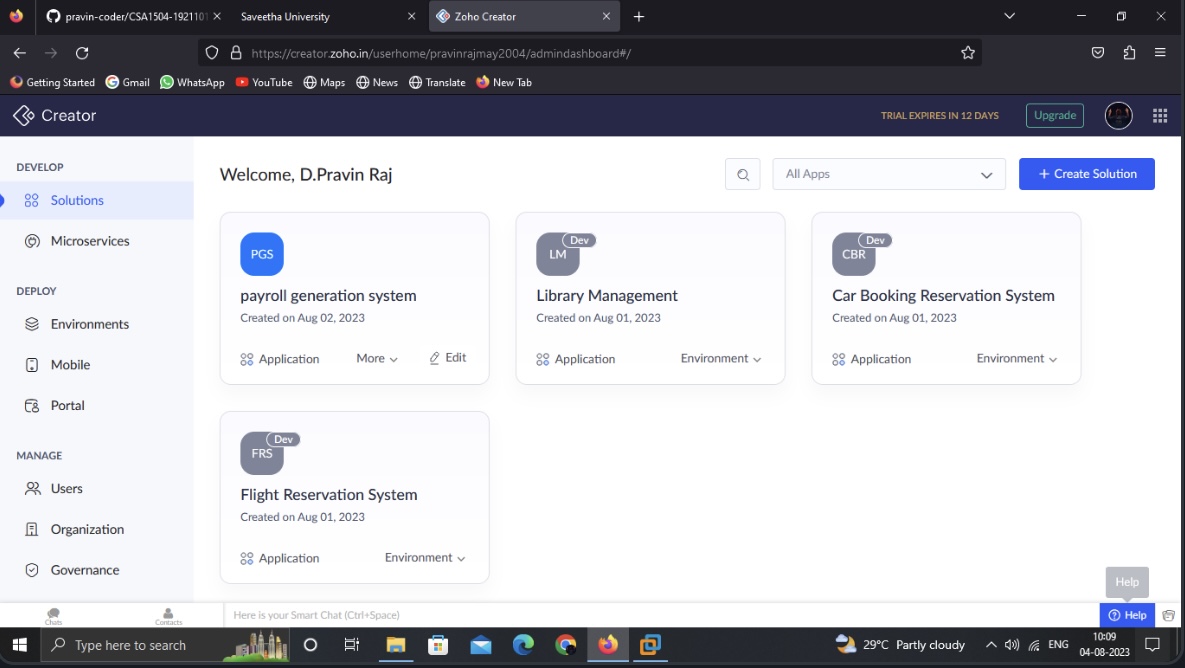 pravin-coder/CSA1504-1921101
Saveetha University
Zoho Creator
https://creator.zoho.in/userhome/pravinrajmay2004/admindashboard#/
Getting Started Gmail WhatsApp YouTube Maps News Translate New Tab
Creator
TRIAL EXPIRES IN 12 DAYS
Upgrade
DEVELOP
Solutions
Microservices
DEPLOY
Environments
Mobile
Portal
MANAGE
Users
Organization
Governance
Welcome, D.Pravin Raj
All Apps
+ Create Solution
PGS
payroll generation system
Created on Aug 02, 2023
Application More Edit
Dev
LM
Library Management
Created on Aug 01, 2023
Application Environment
Dev
CBR
Car Booking Reservation System
Created on Aug 01, 2023
Application Environment
Dev
FRS
Flight Reservation System
Created on Aug 01, 2023
Application Environment
Help
Chats
Contacts
Here is your Smart Chat (Ctrl+Space)
Help
Type here to search
29°C Partly cloudy
ENG
10:09
04-08-2023